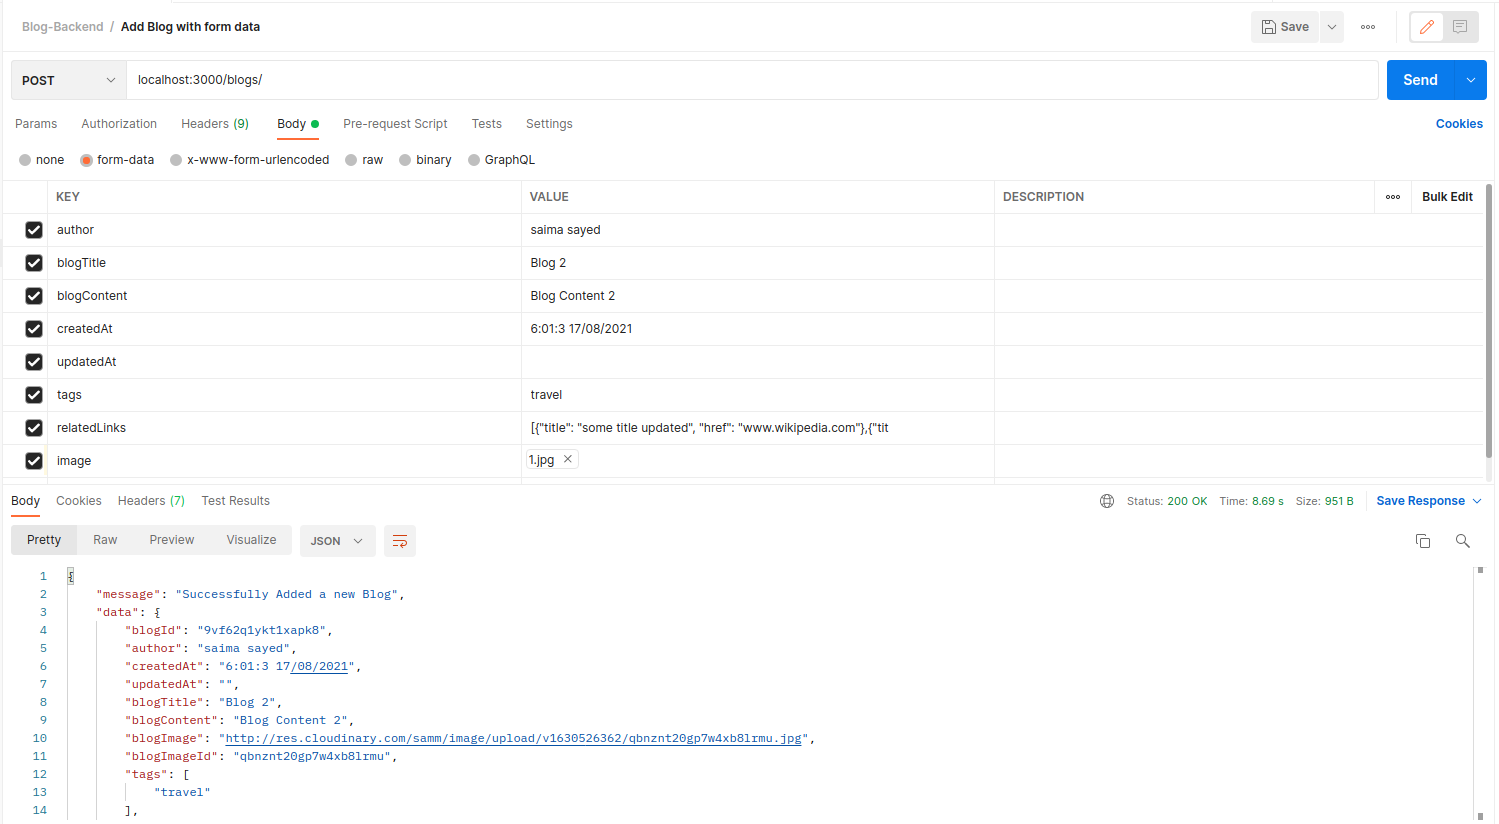 Blog-Backend / Add Blog with form data
Save
POST
localhost:3000/blogs/
Send
Params Authorization Headers (9) Body Pre-request Script Tests Settings Cookies
none form-data x-www-form-urlencoded raw binary GraphQL
KEY VALUE DESCRIPTION Bulk Edit
author saima sayed
blogTitle Blog 2
blogContent Blog Content 2
createdAt 6:01:3 17/08/2021
updatedAt
tags travel
relatedLinks [{"title": "some title updated", "href": "www.wikipedia.com"},{"tit
image 1.jpg
Body Cookies Headers (7) Test Results Status: 200 OK Time: 8.69 s Size: 951 B Save Response
Pretty Raw Preview Visualize JSON
1 {
2 "message": "Successfully Added a new Blog",
3 "data": {
4 "blogId": "9vf62q1ykt1xapk8",
5 "author": "saima sayed",
6 "createdAt": "6:01:3 17/08/2021",
7 "updatedAt": "",
8 "blogTitle": "Blog 2",
9 "blogContent": "Blog Content 2",
10 "blogImage": "http://res.cloudinary.com/samm/image/upload/v1630526362/qbnznt20gp7w4xb8lrmu.jpg",
11 "blogImageId": "qbnznt20gp7w4xb8lrmu",
12 "tags": [
13 "travel"
14 ],